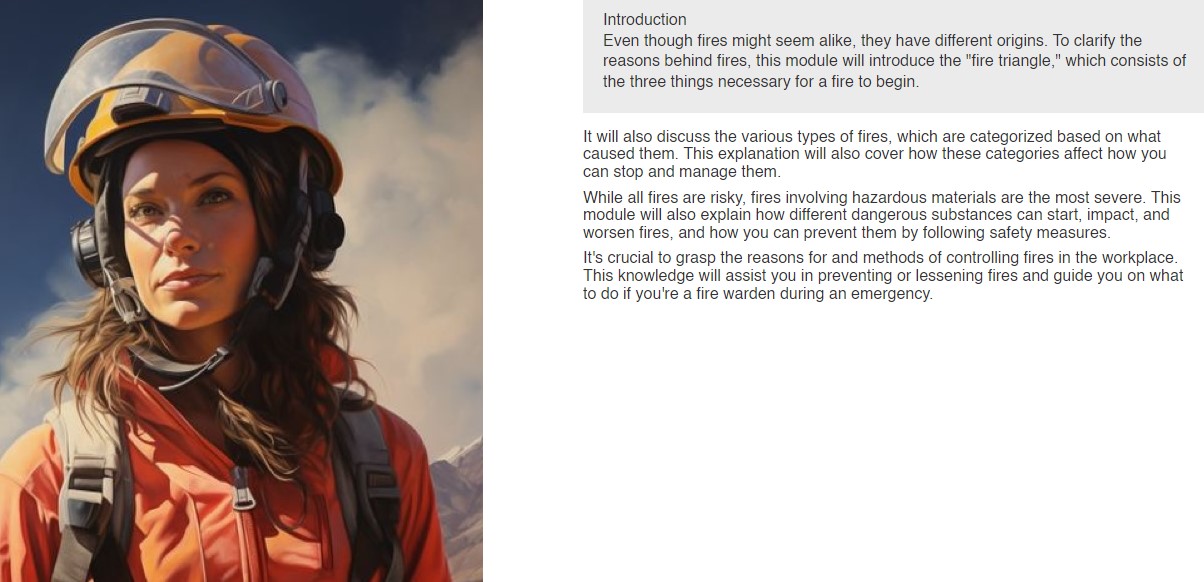 Introduction
Even though fires might seem alike, they have different origins. To clarify the
reasons behind fires, this module will introduce the "fire triangle," which consists of
the three things necessary for a fire to begin.
It will also discuss the various types of fires, which are categorized based on what
caused them. This explanation will also cover how these categories affect how you
can stop and manage them.
While all fires are risky, fires involving hazardous materials are the most severe. This
module will also explain how different dangerous substances can start, impact, and
worsen fires, and how you can prevent them by following safety measures.
It's crucial to grasp the reasons for and methods of controlling fires in the workplace.
This knowledge will assist you in preventing or lessening fires and guide you on what
to do if you're a fire warden during an emergency.